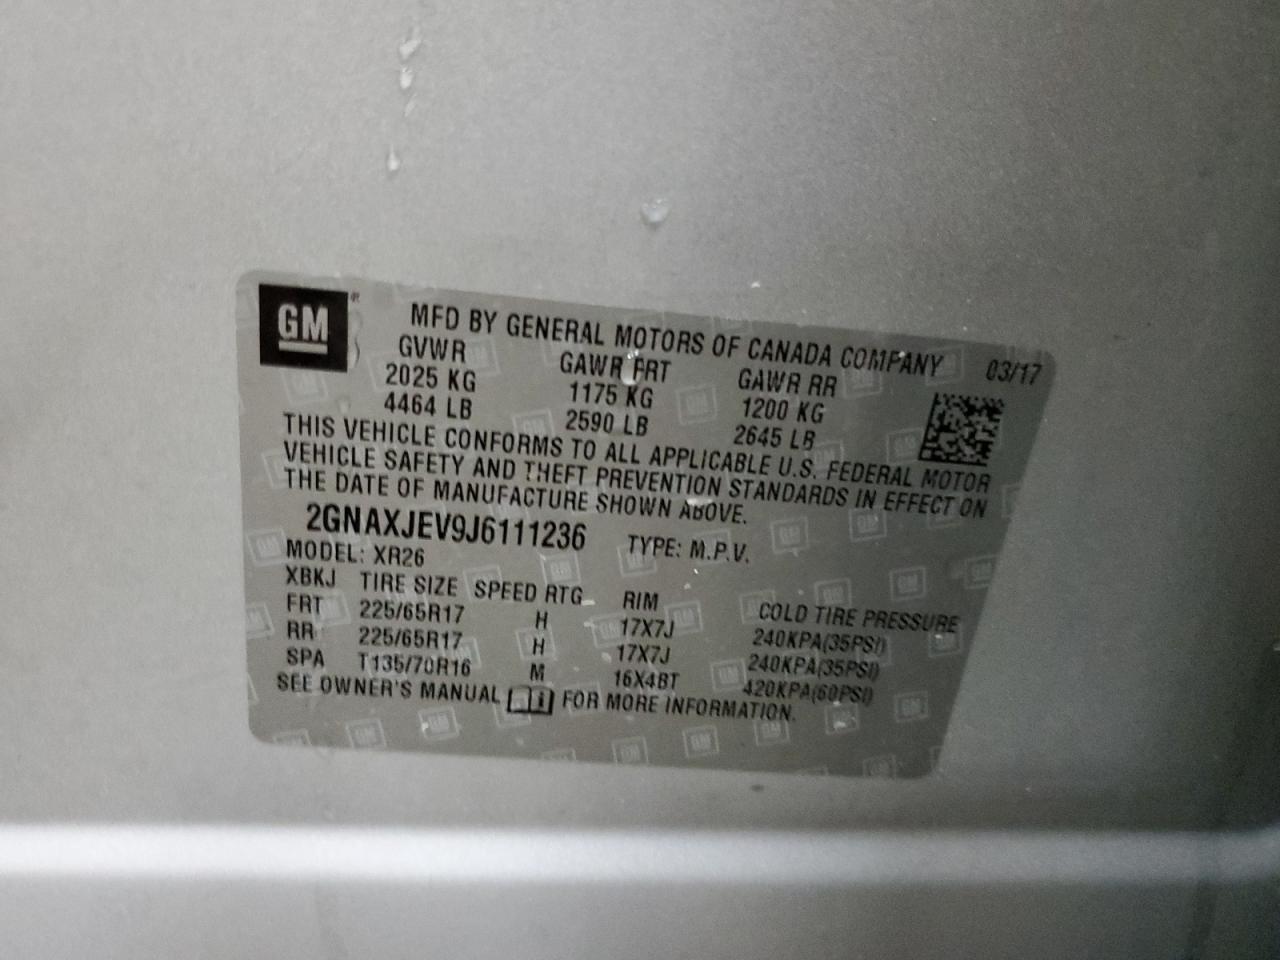 GM
MFD BY GENERAL MOTORS OF CANADA COMPANY 03/17
GVWR GAWR FRT GAWR RR
2025 KG 1175 KG 1200 KG
4464 LB 2590 LB 2645 LB
THIS VEHICLE CONFORMS TO ALL APPLICABLE U.S. FEDERAL MOTOR
VEHICLE SAFETY AND THEFT PREVENTION STANDARDS IN EFFECT ON
THE DATE OF MANUFACTURE SHOWN ABOVE.
2GNAXJEV9J6111236 TYPE: M.P.V.
MODEL: XR26
XBKJ TIRE SIZE SPEED RTG RIM COLD TIRE PRESSURE
FRT 225/65R17 H 17X7J 240KPA(35PSI)
RR 225/65R17 H 17X7J 240KPA(35PSI)
SPA T135/70R16 M 16X4BT 420KPA(60PSI)
SEE OWNER'S MANUAL FOR MORE INFORMATION.